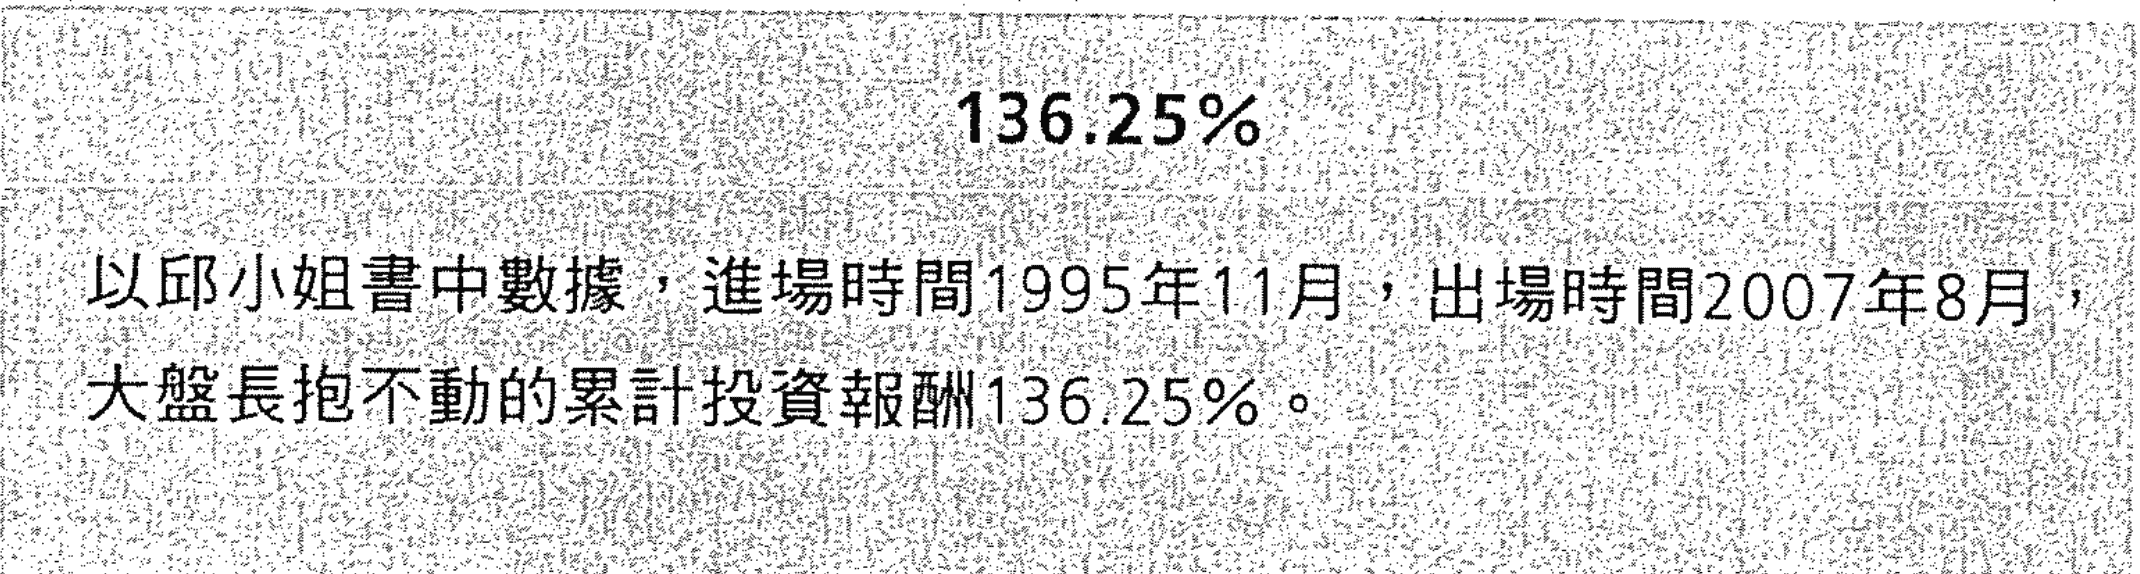 136.25%
以邱小姐書中數據，進場時間1995年11月，出場時間2007年8月，
大盤長抱不動的累計投資報酬136.25%。